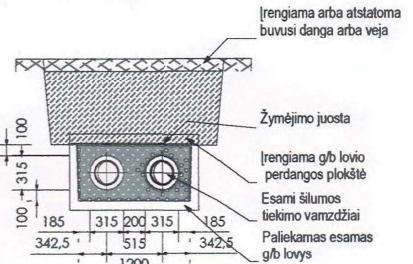 Įrengiama arba atstatoma
buvusi danga arba veja
Žymėjimo juosta
Įrengiama g/b lovio
perdangos plokštė
Esami šilumos
tiekimo vamzdžiai
Paliekamas esamas
g/b lovys
100
315
100
185 315 200 315 185
342,5 515 342,5
1200